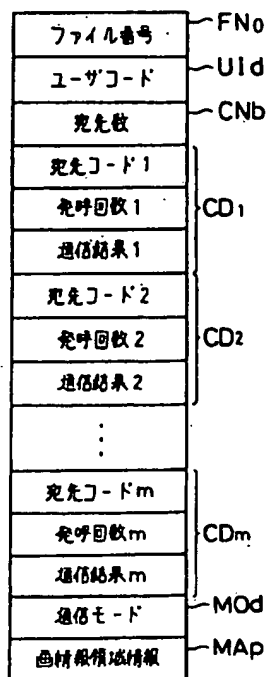 ファイル番号 FNo
ユーザコード UId
宛先数 CNb
宛先コード1
発呼回数1 CD1
通信結果1
宛先コード2
発呼回数2 CD2
通信結果2
⋮
宛先コードm
発呼回数m CDm
通信結果m
通信モード MOd
画情報領域情報 MAp